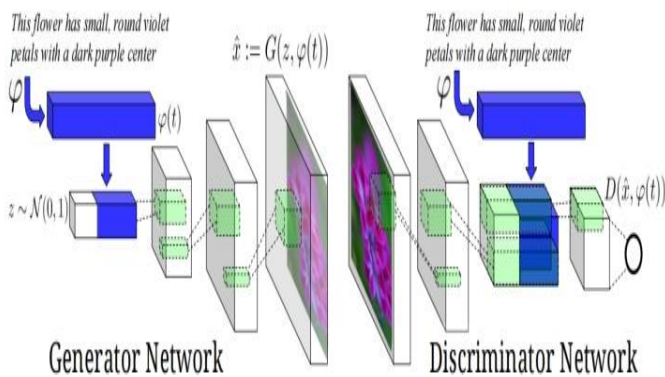 This flower has small, round violet
petals with a dark purple center
φ
φ(t)
z ~ N(0,1)
x̂ := G(z, φ(t))
Generator Network
This flower has small, round violet
petals with a dark purple center
φ
D(x̂, φ(t))
Discriminator Network